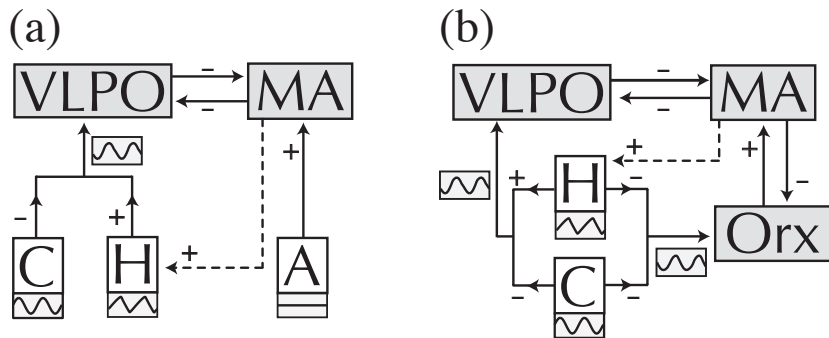 (a)
VLPO – MA
–
+
– +
+
C H A
(b)
VLPO – MA
–
+
+ H – + –
Orx
– C –